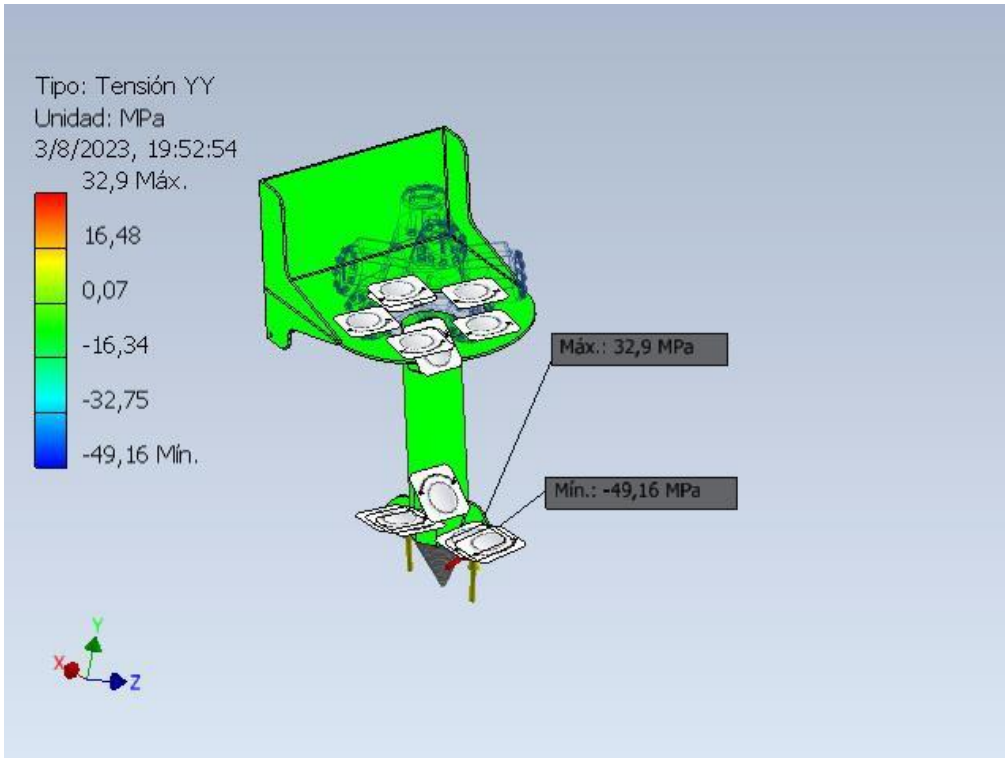 Tipo: Tensión YY
Unidad: MPa
3/8/2023, 19:52:54
32,9 Máx.
16,48
0,07
-16,34
-32,75
-49,16 Mín.
Máx.: 32,9 MPa
Mín.: -49,16 MPa
Y
X
Z